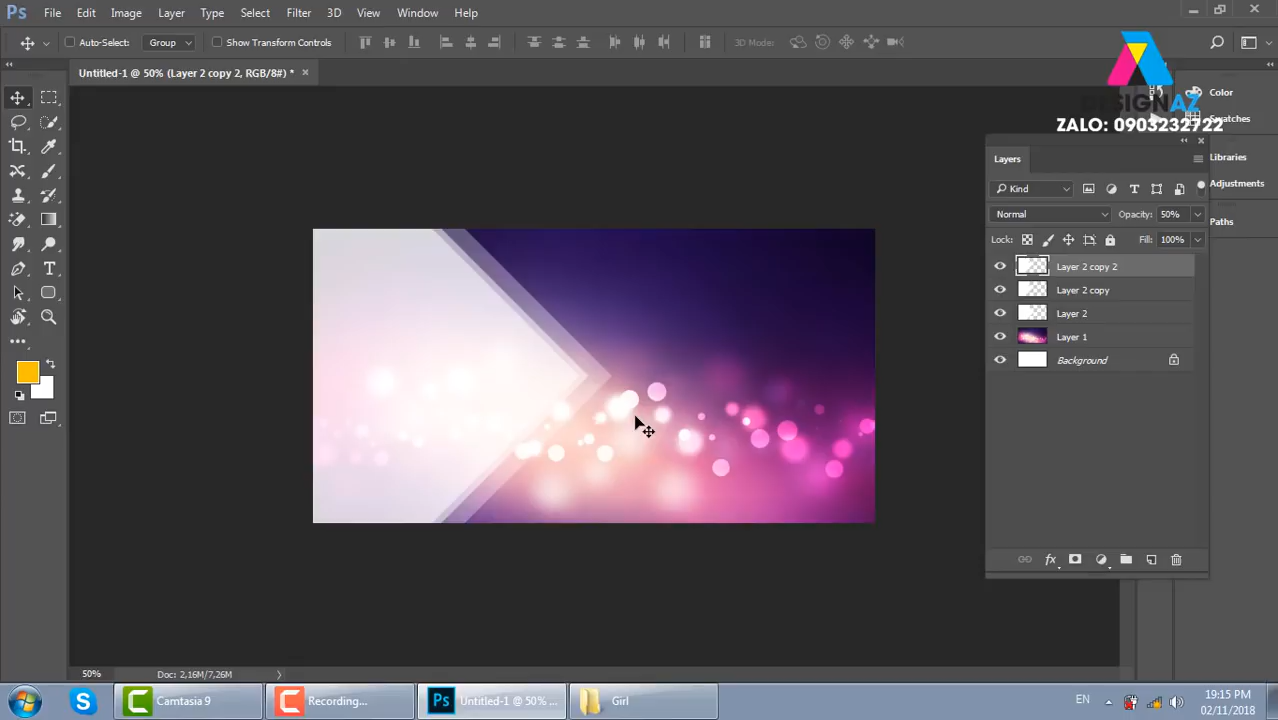 Ps File Edit Image Layer Type Select Filter 3D View Window Help
Auto-Select: Group Show Transform Controls 3D Mode:
Untitled-1 @ 50% (Layer 2 copy 2, RGB/8#) * ×
DESIGNAZ
ZALO: 0903232722
Color
Swatches
Libraries
Adjustments
Paths
Layers
Kind
Normal Opacity: 50%
Lock: Fill: 100%
Layer 2 copy 2
Layer 2 copy
Layer 2
Layer 1
Background
fx
50% Doc: 2,16M/7,26M
Camtasia 9
Recording...
Ps Untitled-1 @ 50% ...
Girl
EN
19:15 PM
02/11/2018